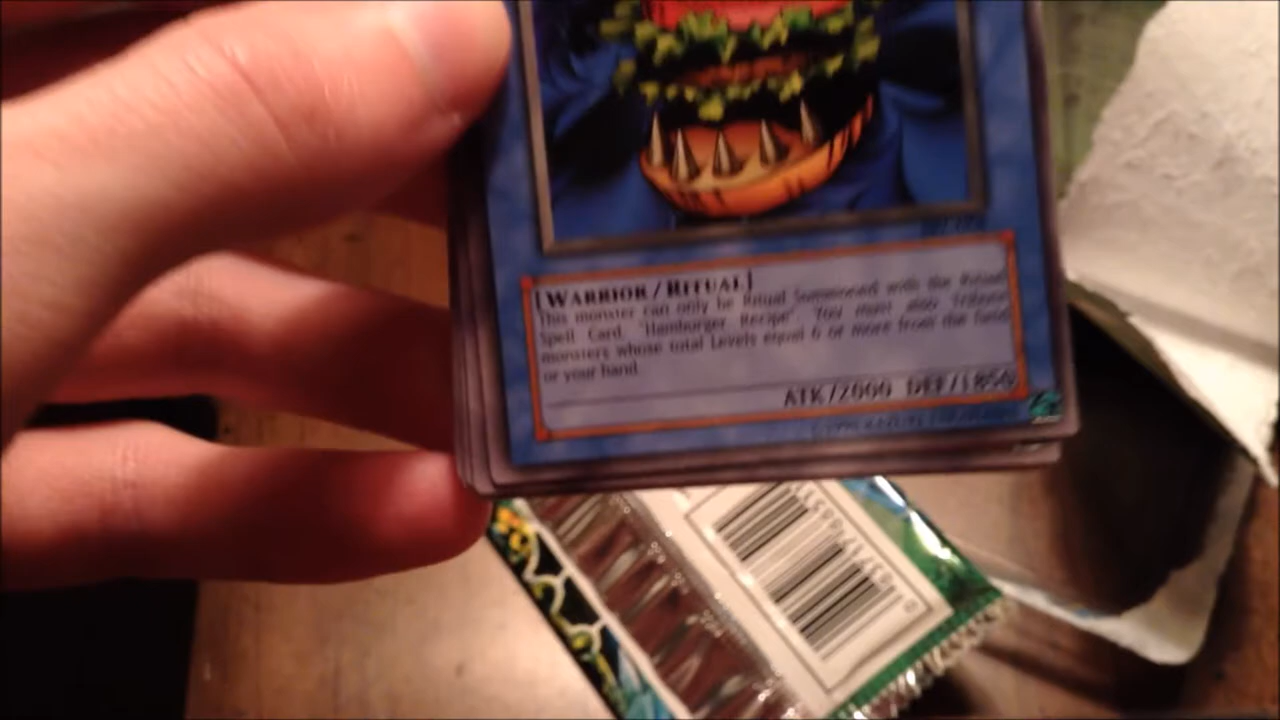 [WARRIOR / RITUAL]
This monster can only be Ritual Summoned with the Ritual
Spell Card, "Hamburger Recipe". You must also Tribute
monsters whose total Levels equal 6 or more from the field
or your hand.
ATK/2000 DEF/1850